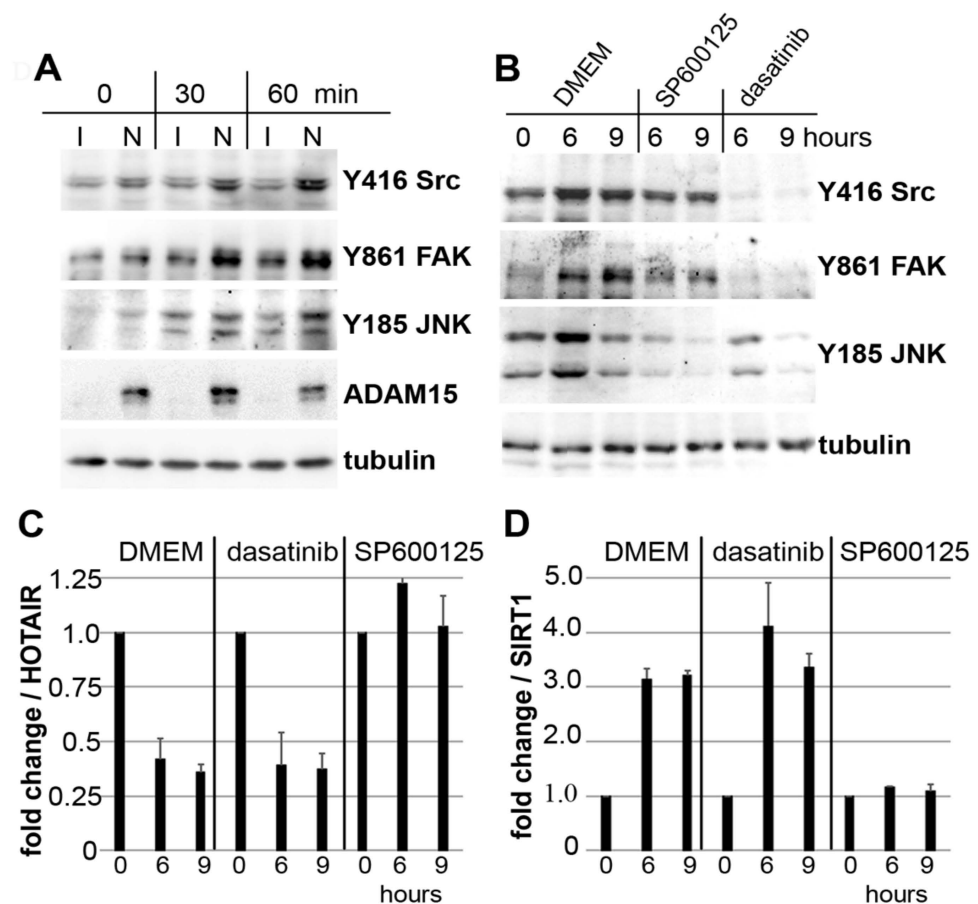 A
0 30 60 min
I N I N I N
Y416 Src
Y861 FAK
Y185 JNK
ADAM15
tubulin
B
DMEM SP600125 dasatinib
0 6 9 6 9 6 9 hours
Y416 Src
Y861 FAK
Y185 JNK
tubulin
C
DMEM dasatinib SP600125
fold change / HOTAIR
1.25
1.0
0.75
0.5
0.25
0
0 6 9 0 6 9 0 6 9
hours
D
DMEM dasatinib SP600125
fold change / SIRT1
5.0
4.0
3.0
2.0
1.0
0
0 6 9 0 6 9 0 6 9
hours